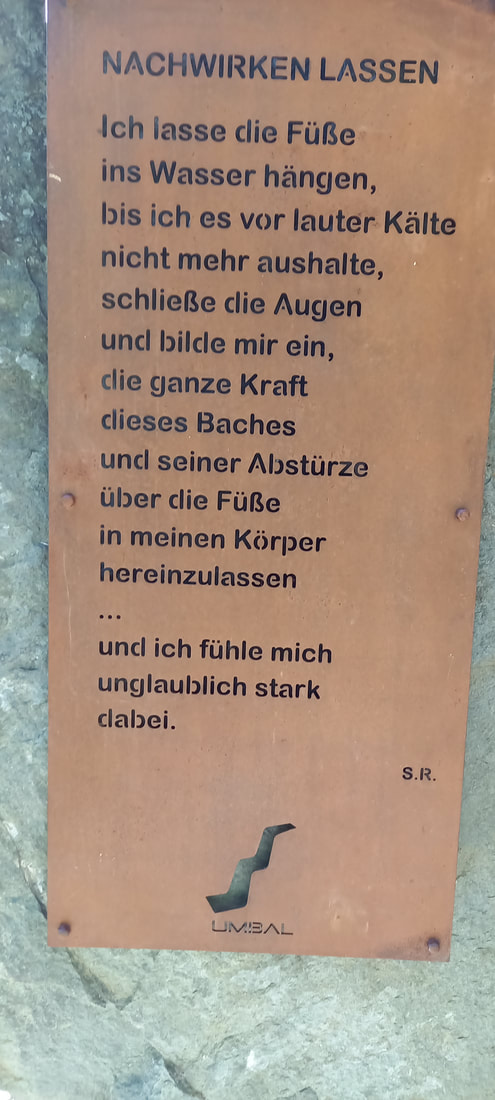 NACHWIRKEN LASSEN
Ich lasse die Füße
ins Wasser hängen,
bis ich es vor lauter Kälte
nicht mehr aushalte,
schließe die Augen
und bilde mir ein,
die ganze Kraft
dieses Baches
und seiner Abstürze
über die Füße
in meinen Körper
hereinzulassen
...
und ich fühle mich
unglaublich stark
dabei.
S.R.
UMBAL